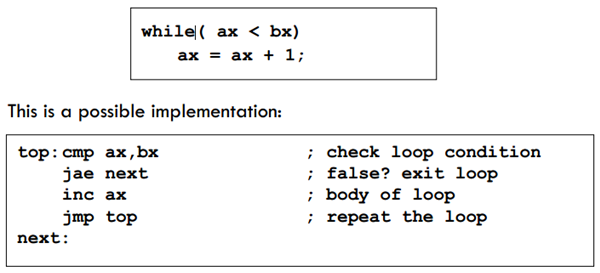 while( ax < bx)
ax = ax + 1;
This is a possible implementation:
top: cmp ax,bx ; check loop condition
jae next ; false? exit loop
inc ax ; body of loop
jmp top ; repeat the loop
next: